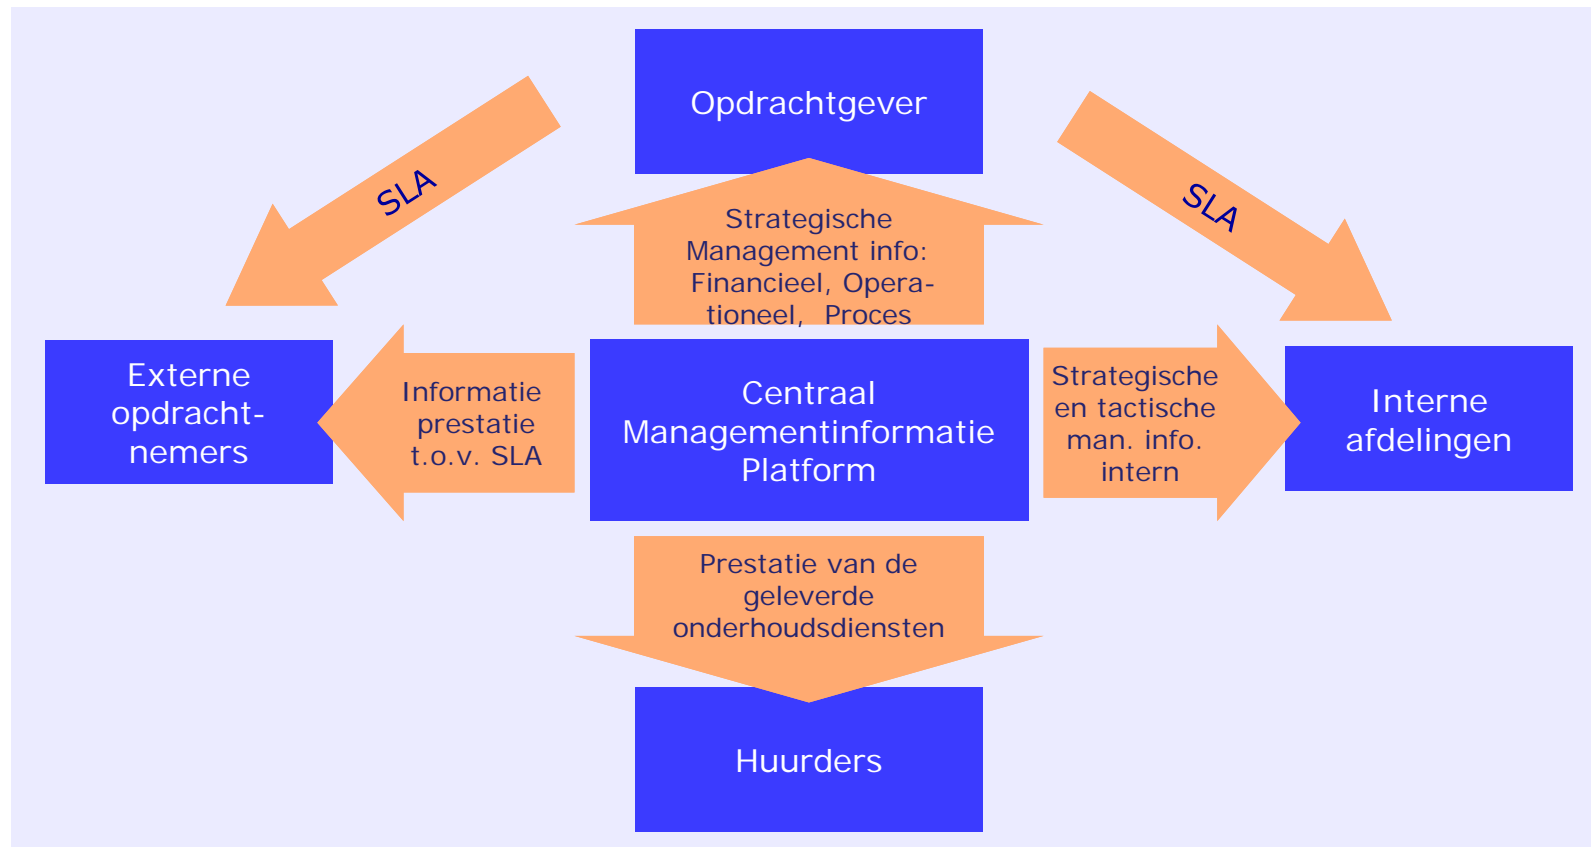 Opdrachtgever
SLA
SLA
Strategische
Management info:
Financieel, Opera-
tioneel, Proces
Externe
opdracht-
nemers
Informatie
prestatie
t.o.v. SLA
Centraal
Managementinformatie
Platform
Strategische
en tactische
man. info.
intern
Interne
afdelingen
Prestatie van de
geleverde
onderhoudsdiensten
Huurders